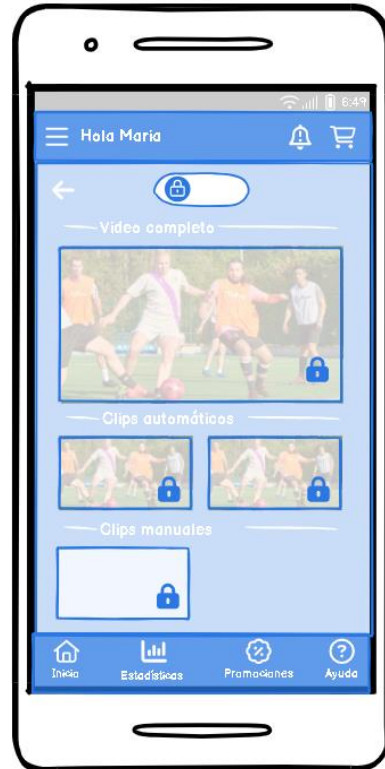 6:49
Hola Maria
Video completo
Clips automáticos
Clips manuales
Inicio Estadísticas Promociones Ayuda